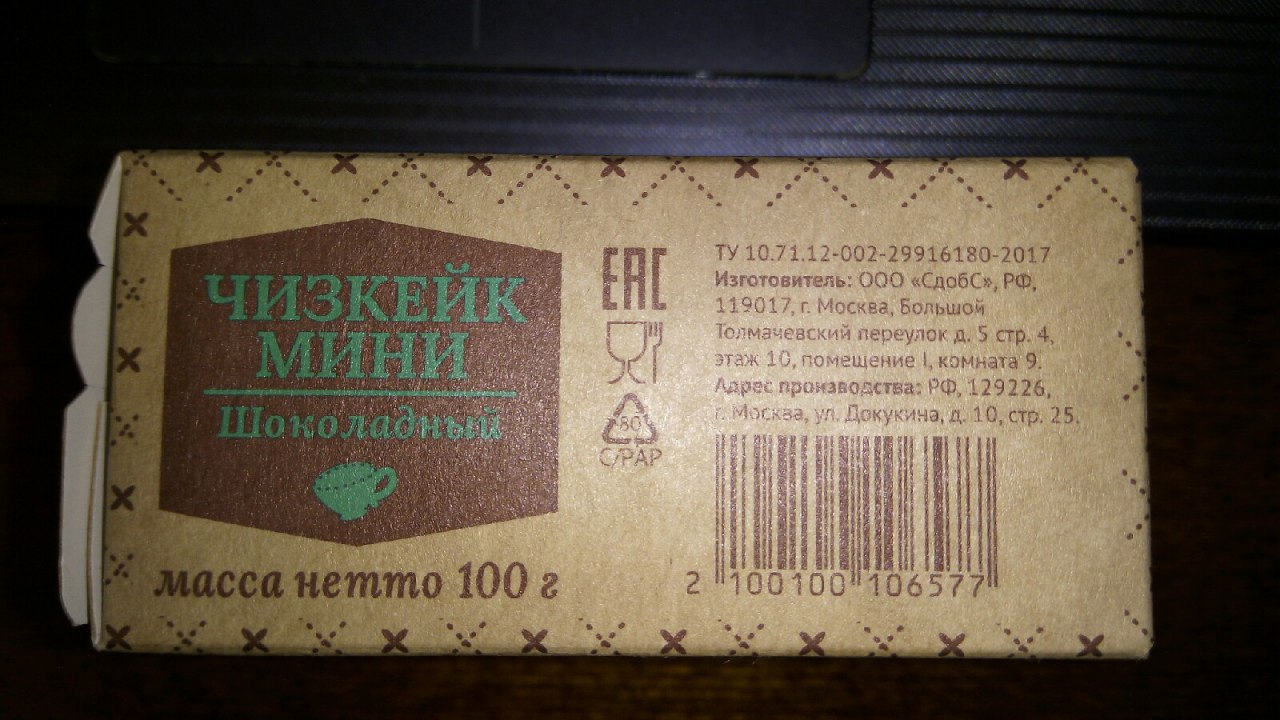 ЧИЗКЕЙК
МИНИ
Шоколадный
масса нетто 100 г
EAC
80
C/PAP
ТУ 10.71.12-002-29916180-2017
Изготовитель: ООО «СдобС», РФ,
119017, г. Москва, Большой
Толмачевский переулок д. 5 стр. 4,
этаж 10, помещение I, комната 9.
Адрес производства: РФ, 129226,
г. Москва, ул. Докукина, д. 10, стр. 25.
2 100100 106577